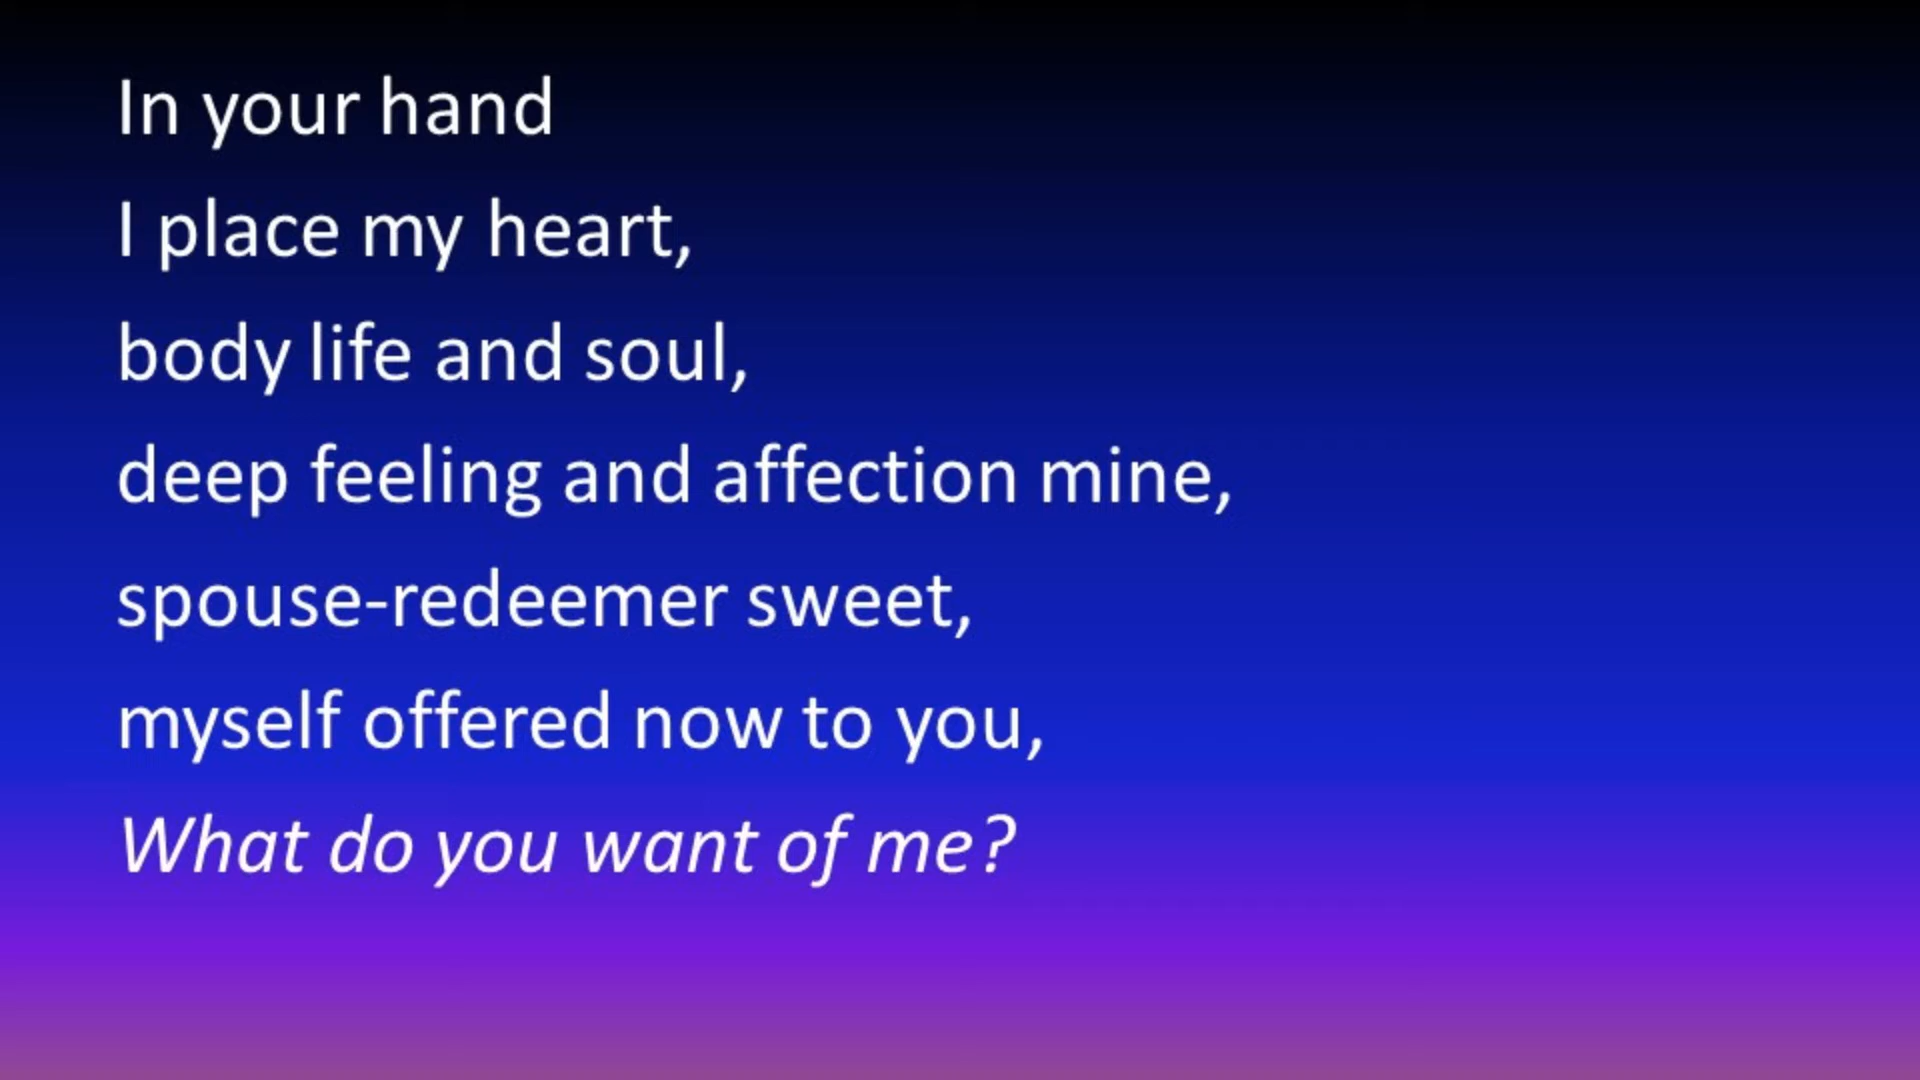 In your hand
I place my heart,
body life and soul,
deep feeling and affection mine,
spouse-redeemer sweet,
myself offered now to you,
What do you want of me?